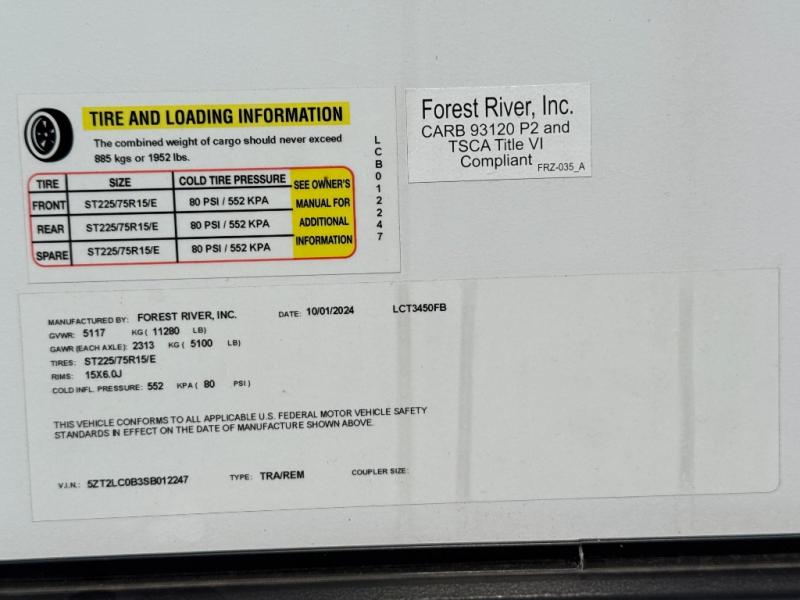 TIRE AND LOADING INFORMATION
The combined weight of cargo should never exceed
885 kgs or 1952 lbs.
TIRE SIZE COLD TIRE PRESSURE SEE OWNER'S MANUAL FOR ADDITIONAL INFORMATION
FRONT ST225/75R15/E 80 PSI / 552 KPA
REAR ST225/75R15/E 80 PSI / 552 KPA
SPARE ST225/75R15/E 80 PSI / 552 KPA
LCB012247
Forest River, Inc.
CARB 93120 P2 and
TSCA Title VI
Compliant FRZ-035_A
MANUFACTURED BY: FOREST RIVER, INC. DATE: 10/01/2024 LCT3450FB
GVWR: 5117 KG ( 11280 LB)
GAWR (EACH AXLE): 2313 KG ( 5100 LB)
TIRES: ST225/75R15/E
RIMS: 15X6.0J
COLD INFL. PRESSURE: 552 KPA ( 80 PSI )
THIS VEHICLE CONFORMS TO ALL APPLICABLE U.S. FEDERAL MOTOR VEHICLE SAFETY
STANDARDS IN EFFECT ON THE DATE OF MANUFACTURE SHOWN ABOVE.
V.I.N.: 5ZT2LC0B3SB012247 TYPE: TRA/REM COUPLER SIZE: